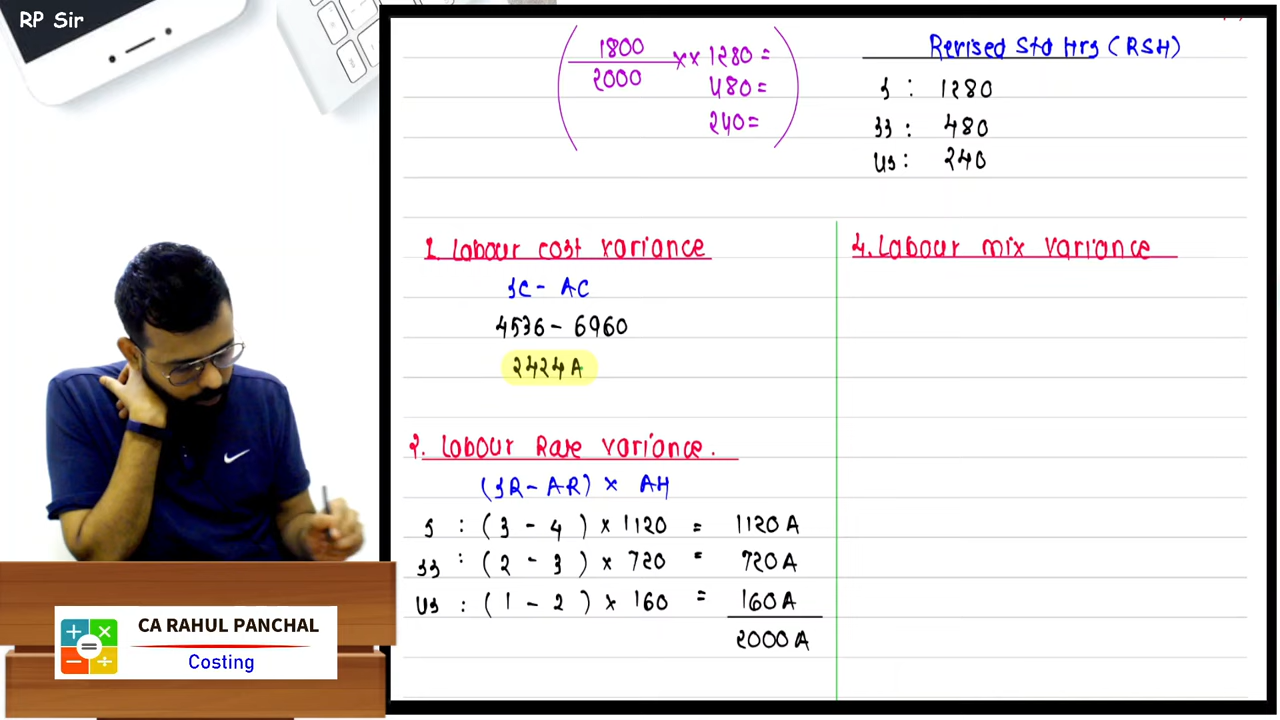 RP Sir
1800
2000
×× 1280 =
480 =
240 =
Revised Std Hrs (RSH)
S : 1280
SS : 480
US : 240
1. Labour cost variance
SC - AC
4536 - 6960
2424 A
2. Labour Rate variance.
(SR - AR) × AH
S : (3 - 4) × 1120 = 1120 A
SS : (2 - 3) × 720 = 720 A
US : (1 - 2) × 160 = 160 A
2000 A
4. Labour mix variance
CA RAHUL PANCHAL
Costing